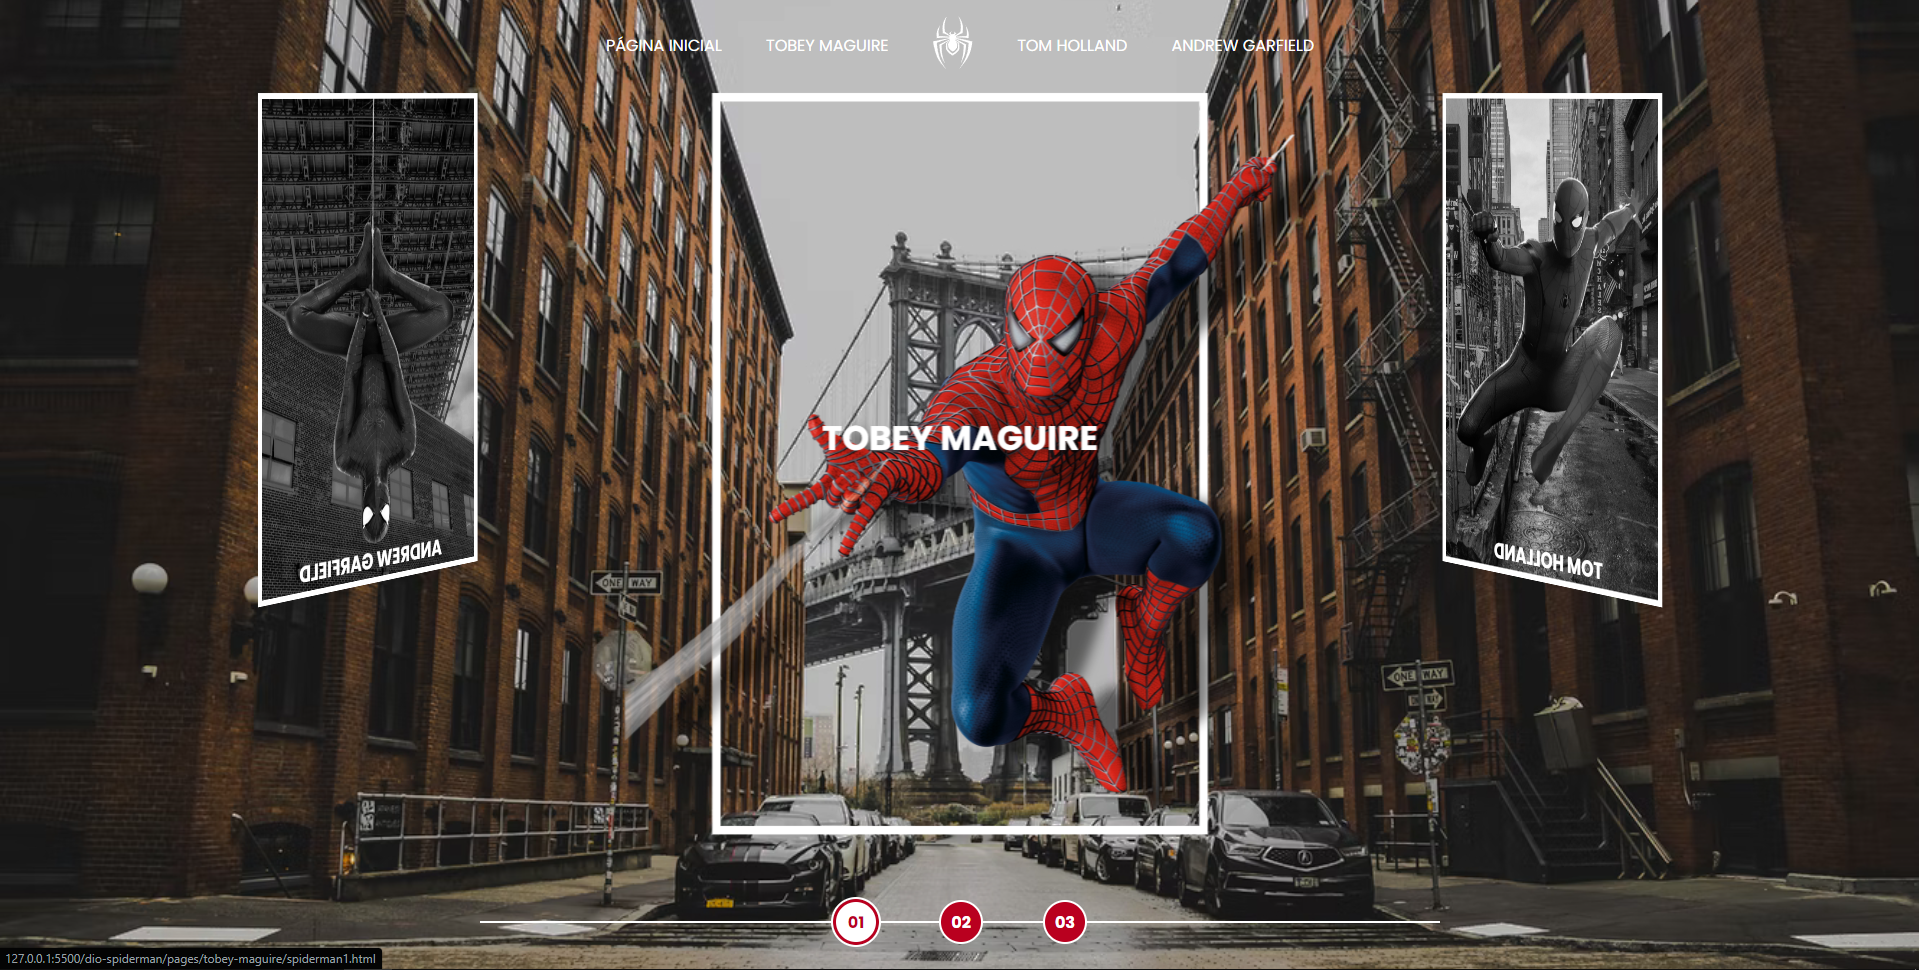 PÁGINA INICIAL
TOBEY MAGUIRE
TOM HOLLAND
ANDREW GARFIELD
TOBEY MAGUIRE
ANDREW GARFIELD
TOM HOLLAND
ONE WAY
ONE WAY
01
02
03
127.0.0.1:5500/dio-spiderman/pages/tobey-maguire/spiderman1.html